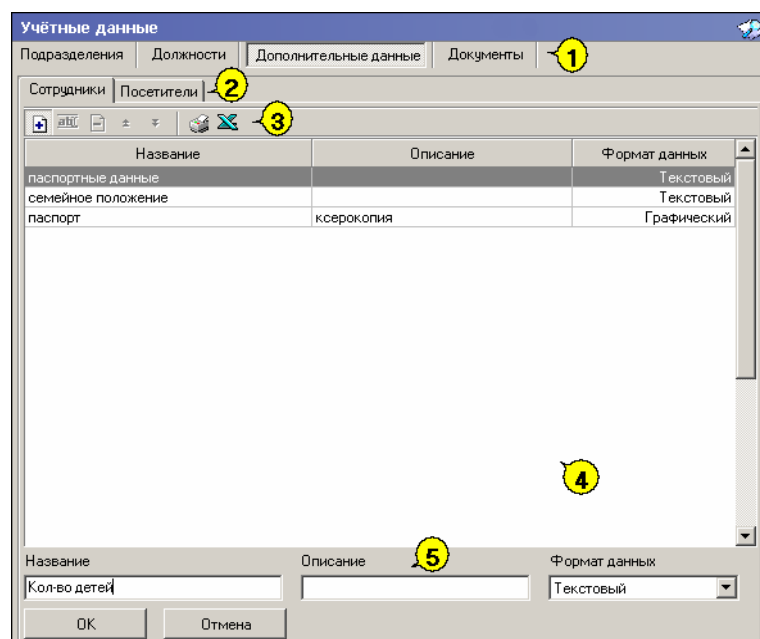 Учётные данные
Подразделения Должности Дополнительные данные Документы 1
Сотрудники Посетители 2
abc 3
Название Описание Формат данных
паспортные данные Текстовый
семейное положение Текстовый
паспорт ксерокопия Графический
4
Название Описание 5 Формат данных
Кол-во детей Текстовый
OK Отмена